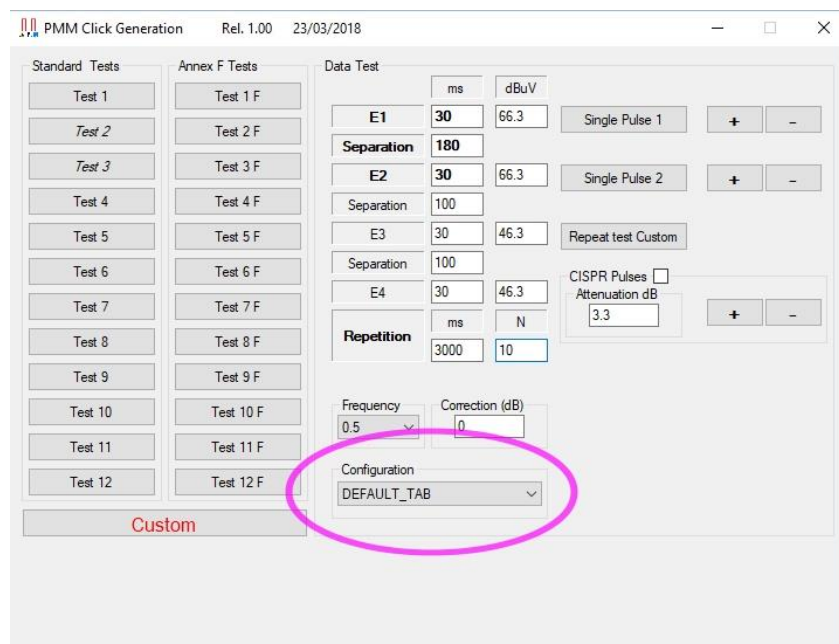 PMM Click Generation Rel. 1.00 23/03/2018
Standard Tests
Test 1
Test 2
Test 3
Test 4
Test 5
Test 6
Test 7
Test 8
Test 9
Test 10
Test 11
Test 12
Annex F Tests
Test 1 F
Test 2 F
Test 3 F
Test 4 F
Test 5 F
Test 6 F
Test 7 F
Test 8 F
Test 9 F
Test 10 F
Test 11 F
Test 12 F
Custom
Data Test
ms dBuV
E1 30 66.3 Single Pulse 1 + -
Separation 180
E2 30 66.3 Single Pulse 2 + -
Separation 100
E3 30 46.3 Repeat test Custom
Separation 100
E4 30 46.3
CISPR Pulses
Attenuation dB
3.3 + -
Repetition ms N
3000 10
Frequency Correction (dB)
0.5 0
Configuration
DEFAULT_TAB